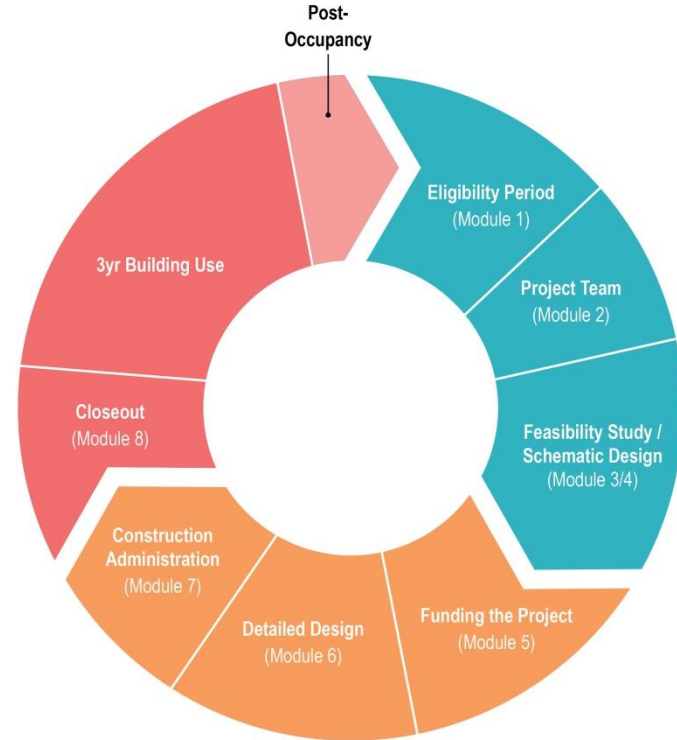 Post-
Occupancy
Eligibility Period
(Module 1)
Project Team
(Module 2)
Feasibility Study /
Schematic Design
(Module 3/4)
Funding the Project
(Module 5)
Detailed Design
(Module 6)
Construction
Administration
(Module 7)
Closeout
(Module 8)
3yr Building Use